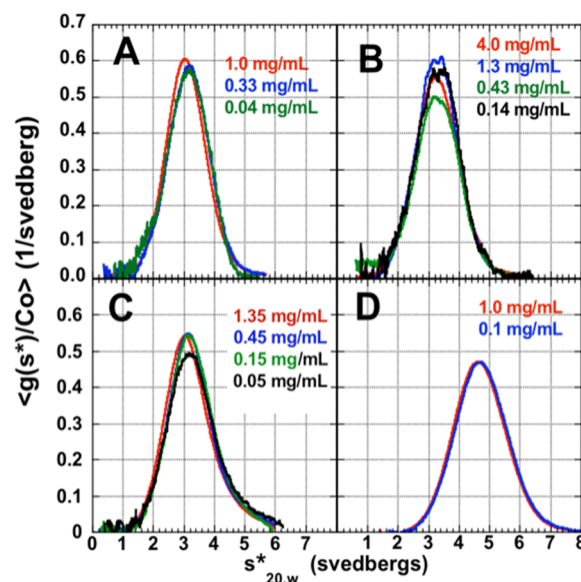 <g(s*)/Co> (1/svedberg)
0.7
0.6
0.5
0.4
0.3
0.2
0.1
0.0
A
1.0 mg/mL
0.33 mg/mL
0.04 mg/mL
B
4.0 mg/mL
1.3 mg/mL
0.43 mg/mL
0.14 mg/mL
0.6
0.5
0.4
0.3
0.2
0.1
0
C
1.35 mg/mL
0.45 mg/mL
0.15 mg/mL
0.05 mg/mL
D
1.0 mg/mL
0.1 mg/mL
0 1 2 3 4 5 6 7
1 2 3 4 5 6 7 8
s*20,w (svedbergs)